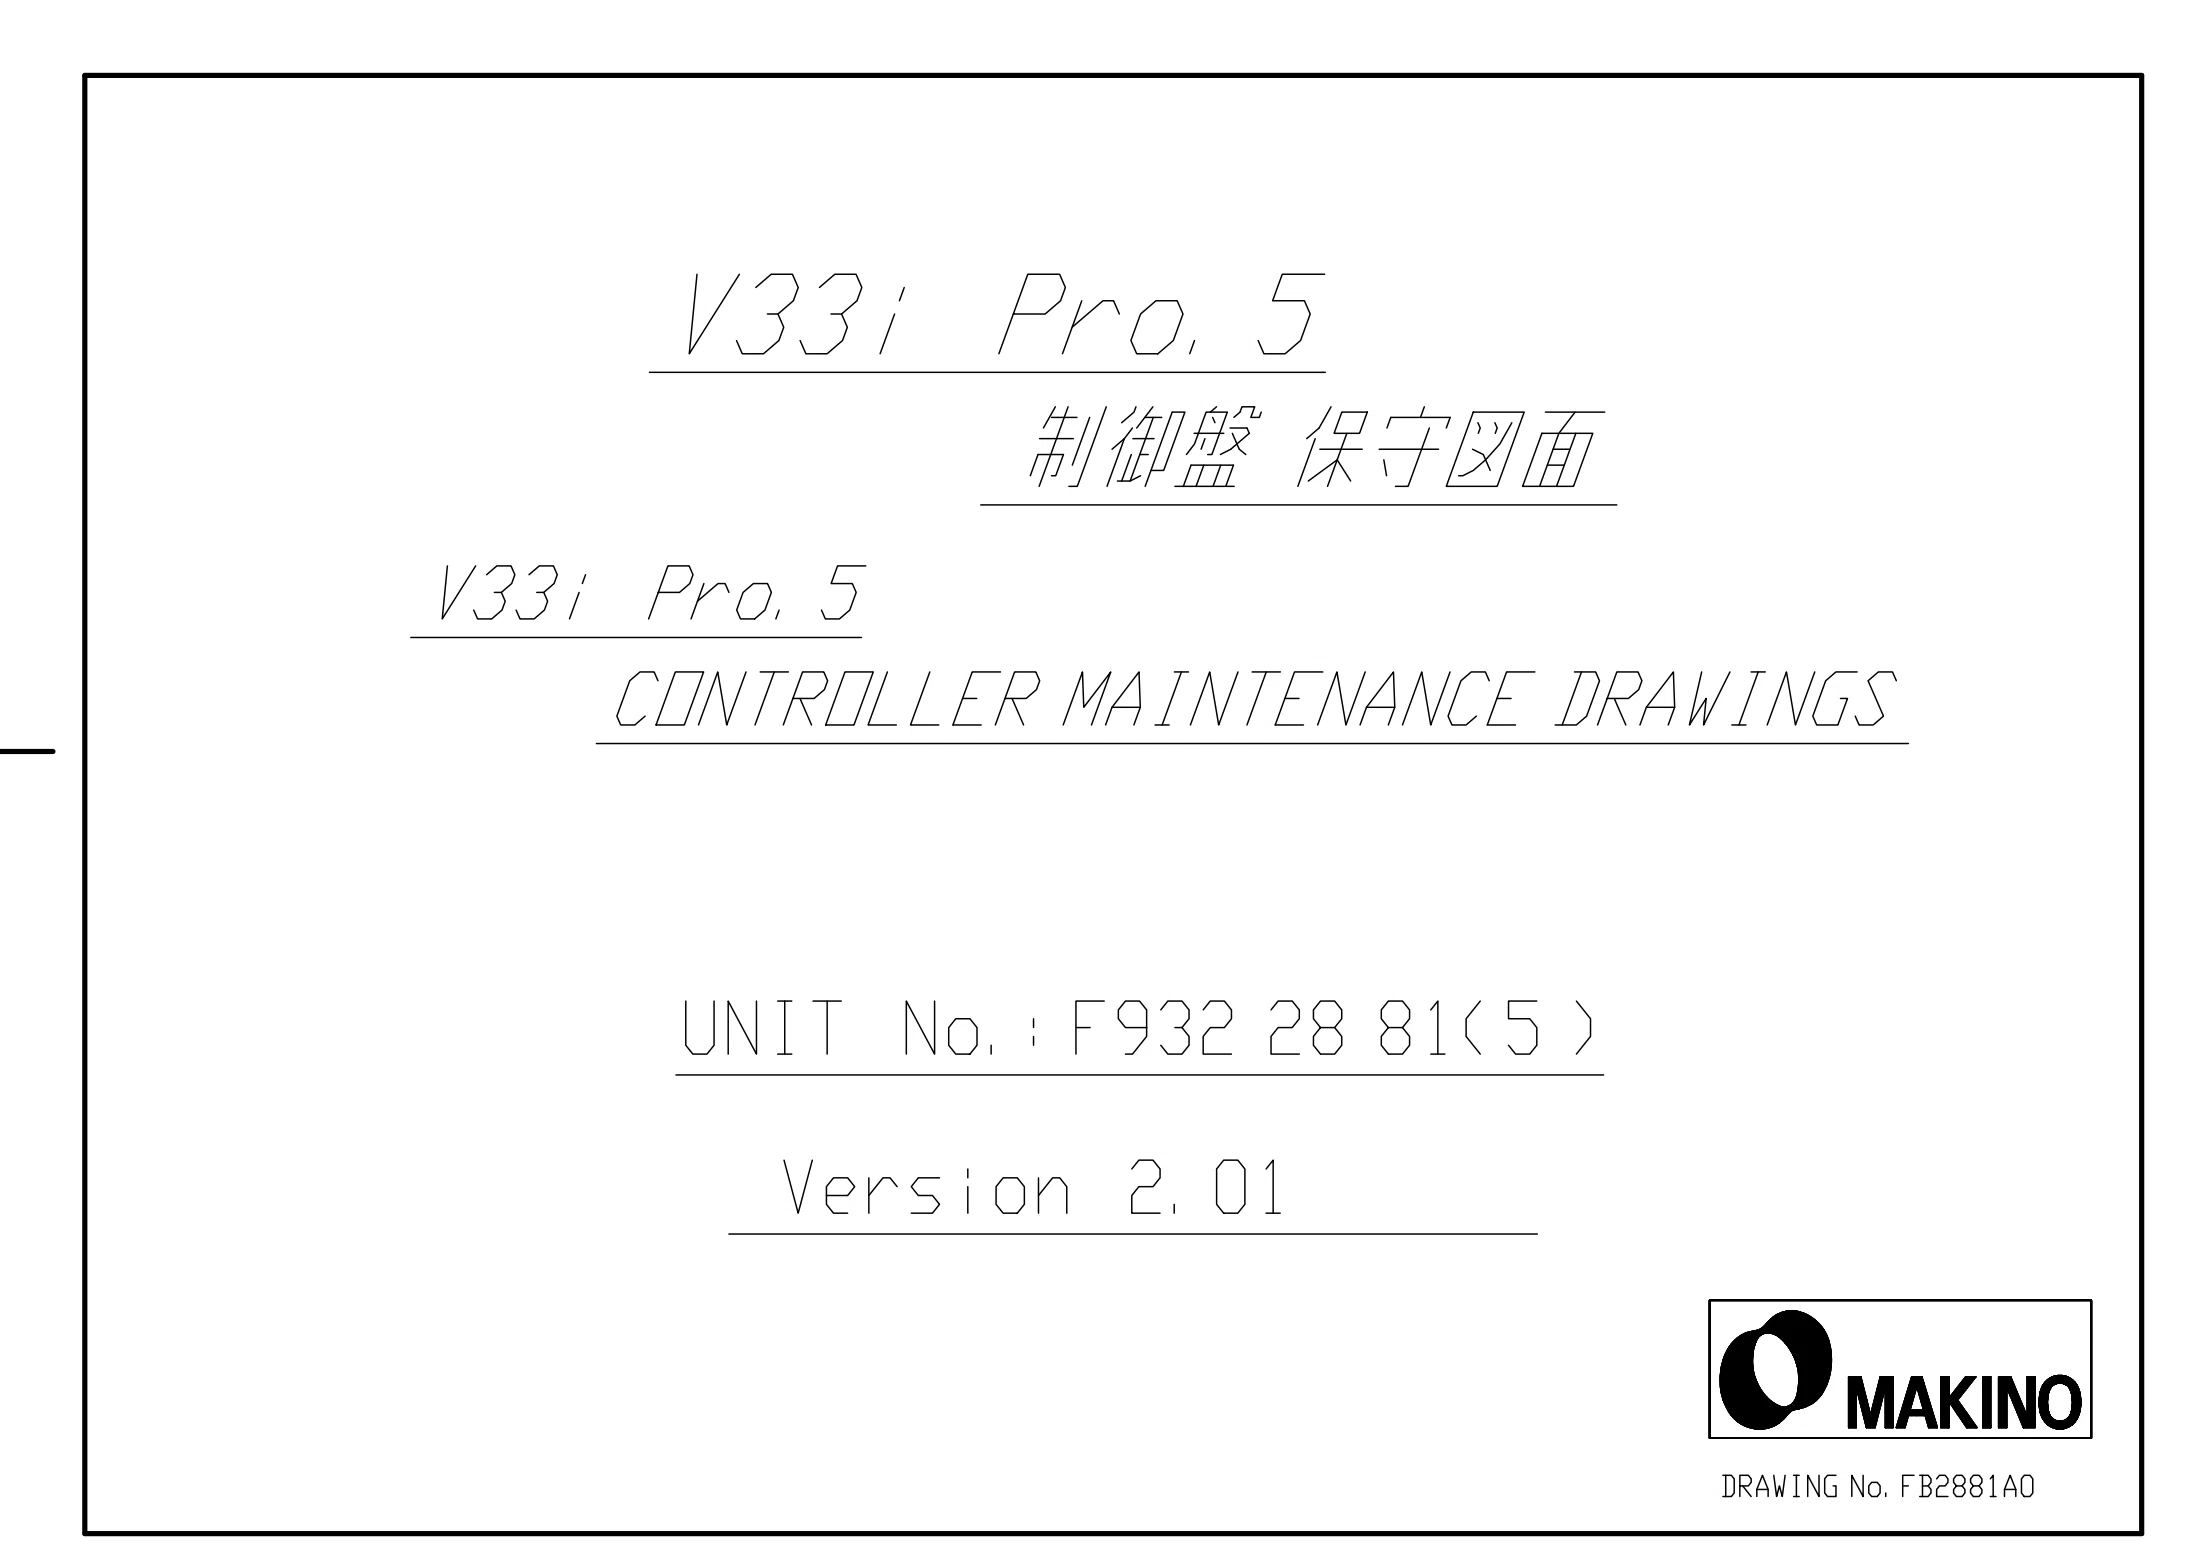 V33i Pro.5
制御盤 保守図面
V33i Pro.5
CONTROLLER MAINTENANCE DRAWINGS
UNIT No.:F932 28 81(5 )
Version 2.01
MAKINO
DRAWING No. FB2881A0